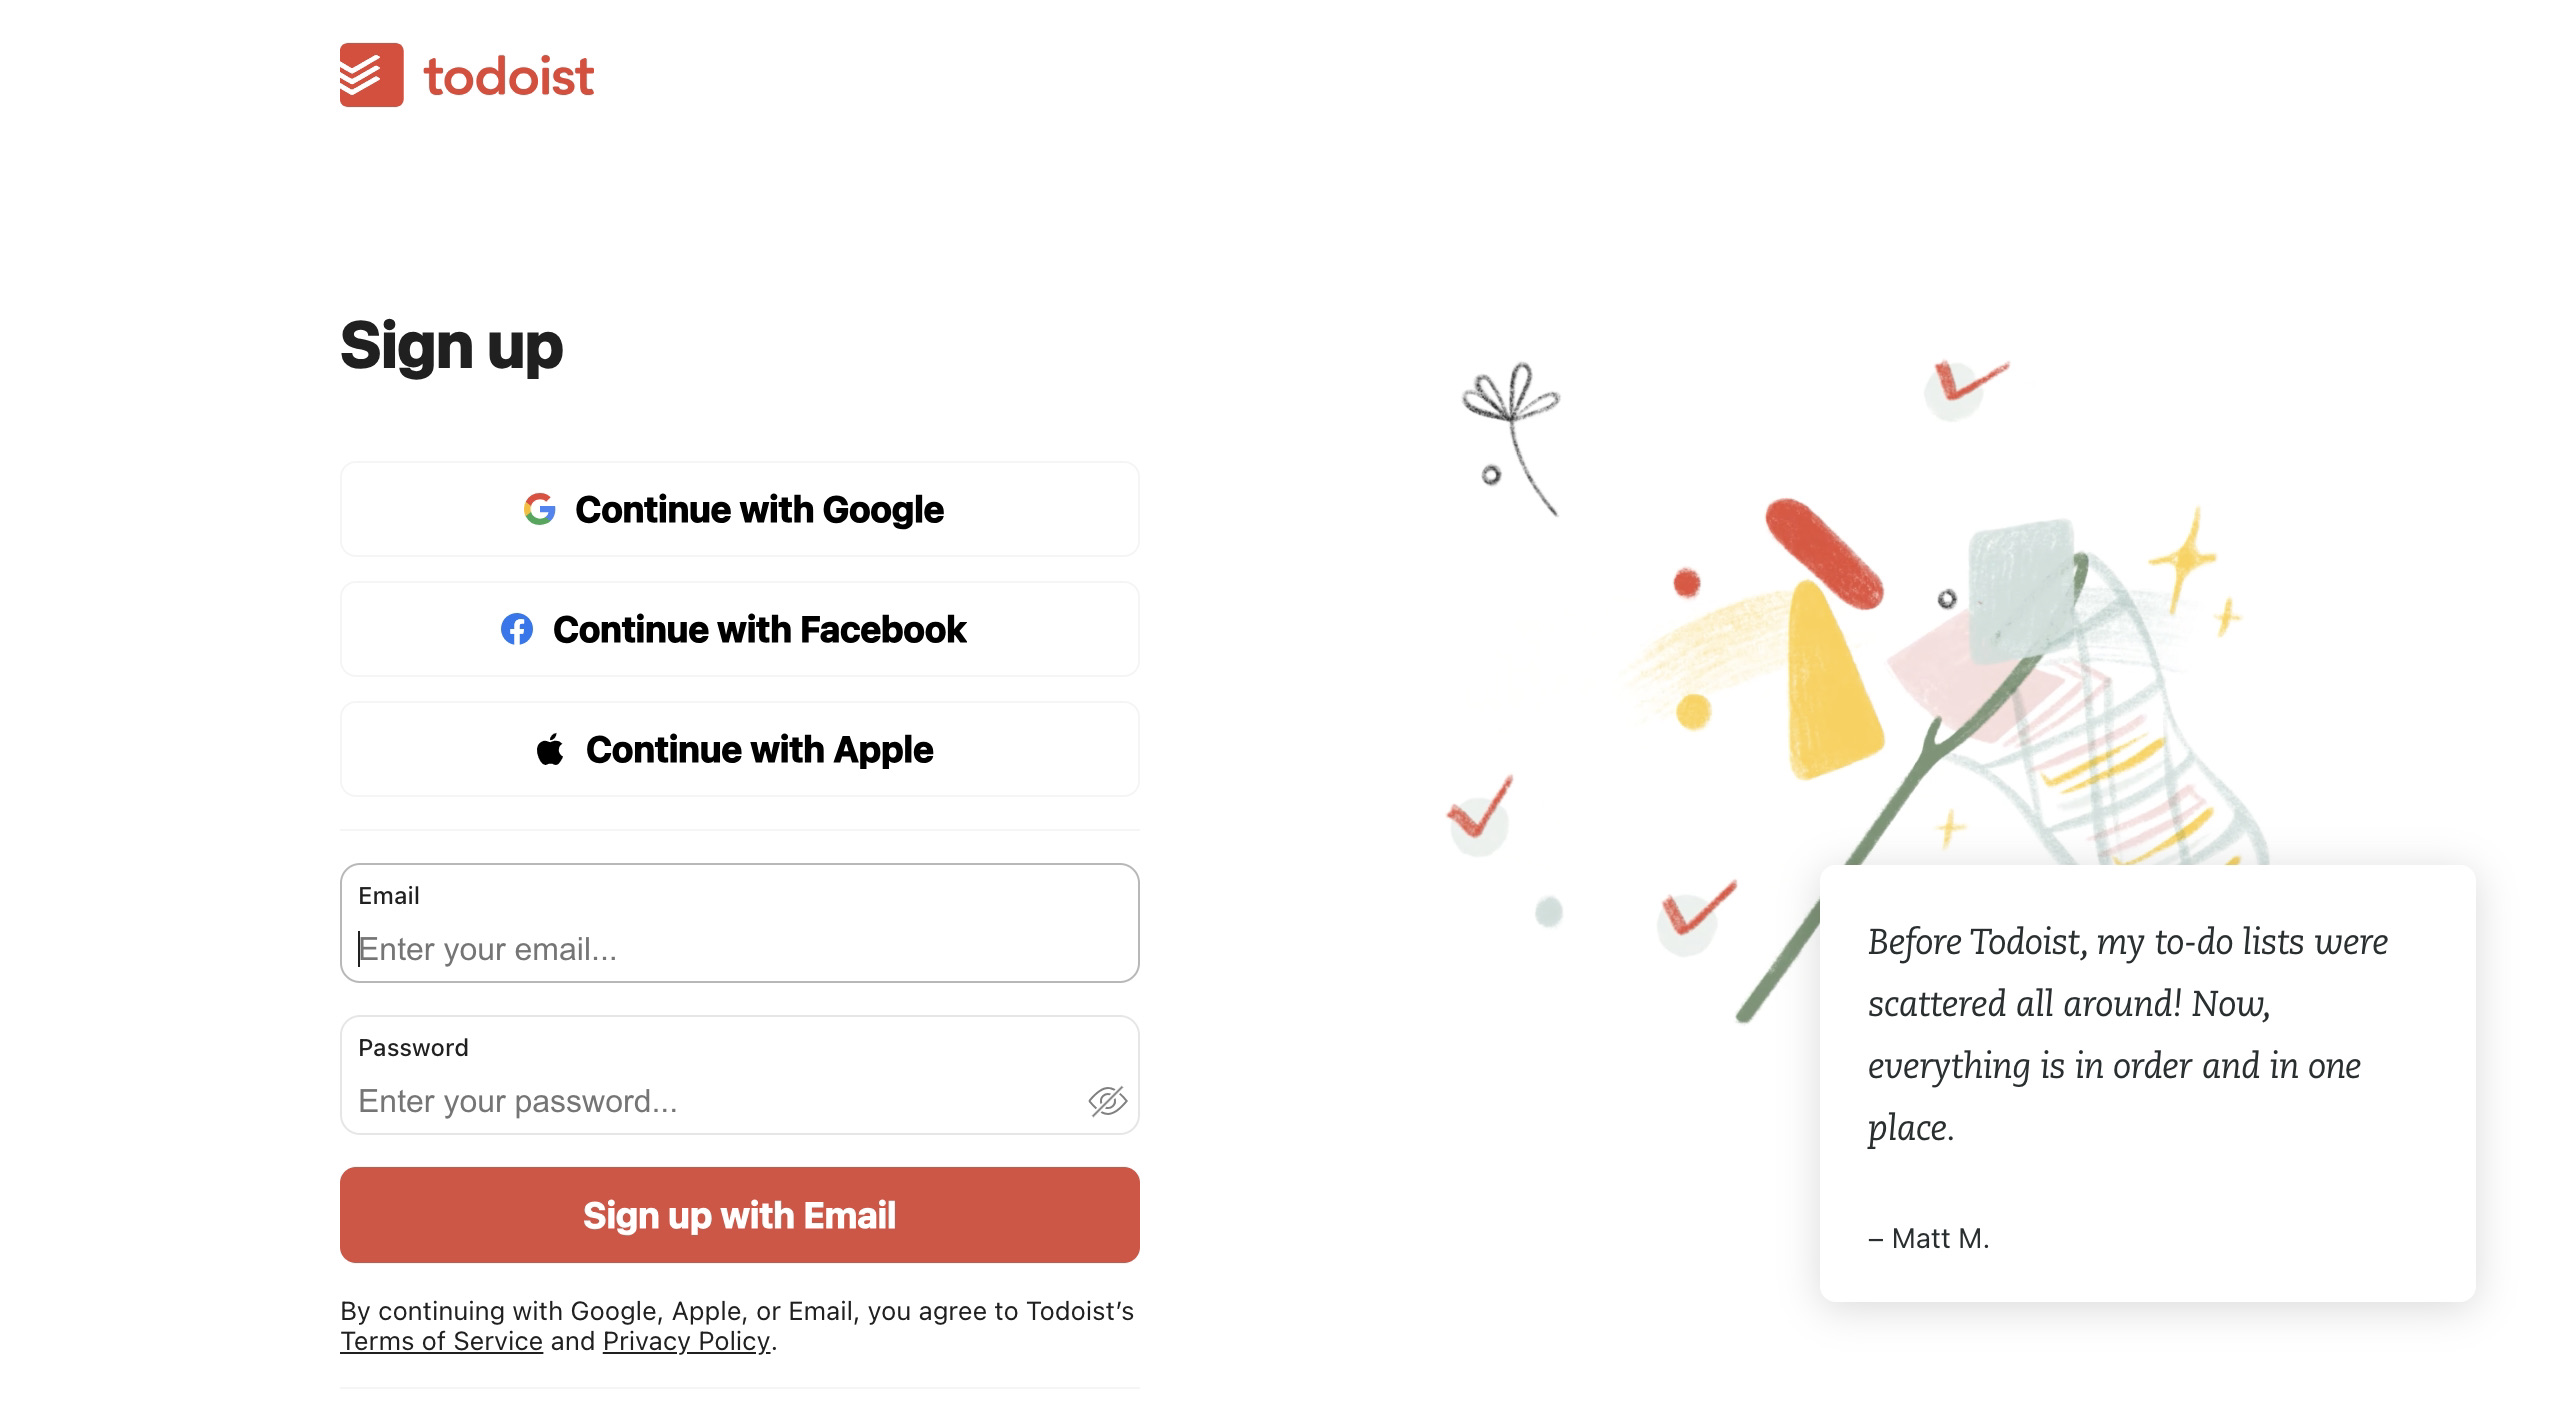 todoist
Sign up
Continue with Google
Continue with Facebook
Continue with Apple
Email
Enter your email...
Password
Enter your password...
Sign up with Email
By continuing with Google, Apple, or Email, you agree to Todoist’s
Terms of Service and Privacy Policy.
Before Todoist, my to-do lists were
scattered all around! Now,
everything is in order and in one
place.
– Matt M.